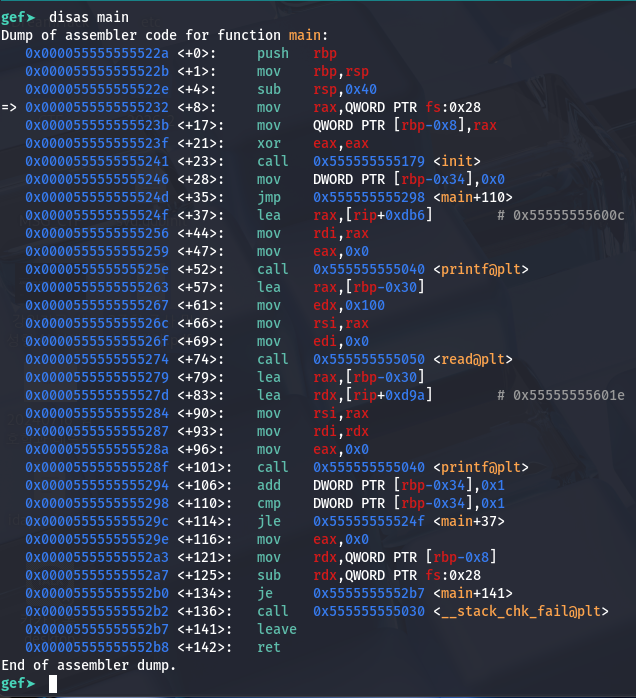 gef➤  disas main
Dump of assembler code for function main:
   0x000055555555522a <+0>:     push   rbp
   0x000055555555522b <+1>:     mov    rbp,rsp
   0x000055555555522e <+4>:     sub    rsp,0x40
=> 0x0000555555555232 <+8>:     mov    rax,QWORD PTR fs:0x28
   0x000055555555523b <+17>:    mov    QWORD PTR [rbp-0x8],rax
   0x000055555555523f <+21>:    xor    eax,eax
   0x0000555555555241 <+23>:    call   0x555555555179 <init>
   0x0000555555555246 <+28>:    mov    DWORD PTR [rbp-0x34],0x0
   0x000055555555524d <+35>:    jmp    0x555555555298 <main+110>
   0x000055555555524f <+37>:    lea    rax,[rip+0xdb6]        # 0x55555555600c
   0x0000555555555256 <+44>:    mov    rdi,rax
   0x0000555555555259 <+47>:    mov    eax,0x0
   0x000055555555525e <+52>:    call   0x555555555040 <printf@plt>
   0x0000555555555263 <+57>:    lea    rax,[rbp-0x30]
   0x0000555555555267 <+61>:    mov    edx,0x100
   0x000055555555526c <+66>:    mov    rsi,rax
   0x000055555555526f <+69>:    mov    edi,0x0
   0x0000555555555274 <+74>:    call   0x555555555050 <read@plt>
   0x0000555555555279 <+79>:    lea    rax,[rbp-0x30]
   0x000055555555527d <+83>:    lea    rdx,[rip+0xd9a]        # 0x55555555601e
   0x0000555555555284 <+90>:    mov    rsi,rax
   0x0000555555555287 <+93>:    mov    rdi,rdx
   0x000055555555528a <+96>:    mov    eax,0x0
   0x000055555555528f <+101>:   call   0x555555555040 <printf@plt>
   0x0000555555555294 <+106>:   add    DWORD PTR [rbp-0x34],0x1
   0x0000555555555298 <+110>:   cmp    DWORD PTR [rbp-0x34],0x1
   0x000055555555529c <+114>:   jle    0x55555555524f <main+37>
   0x000055555555529e <+116>:   mov    eax,0x0
   0x00005555555552a3 <+121>:   mov    rdx,QWORD PTR [rbp-0x8]
   0x00005555555552a7 <+125>:   sub    rdx,QWORD PTR fs:0x28
   0x00005555555552b0 <+134>:   je     0x5555555552b7 <main+141>
   0x00005555555552b2 <+136>:   call   0x555555555030 <__stack_chk_fail@plt>
   0x00005555555552b7 <+141>:   leave
   0x00005555555552b8 <+142>:   ret
End of assembler dump.
gef➤